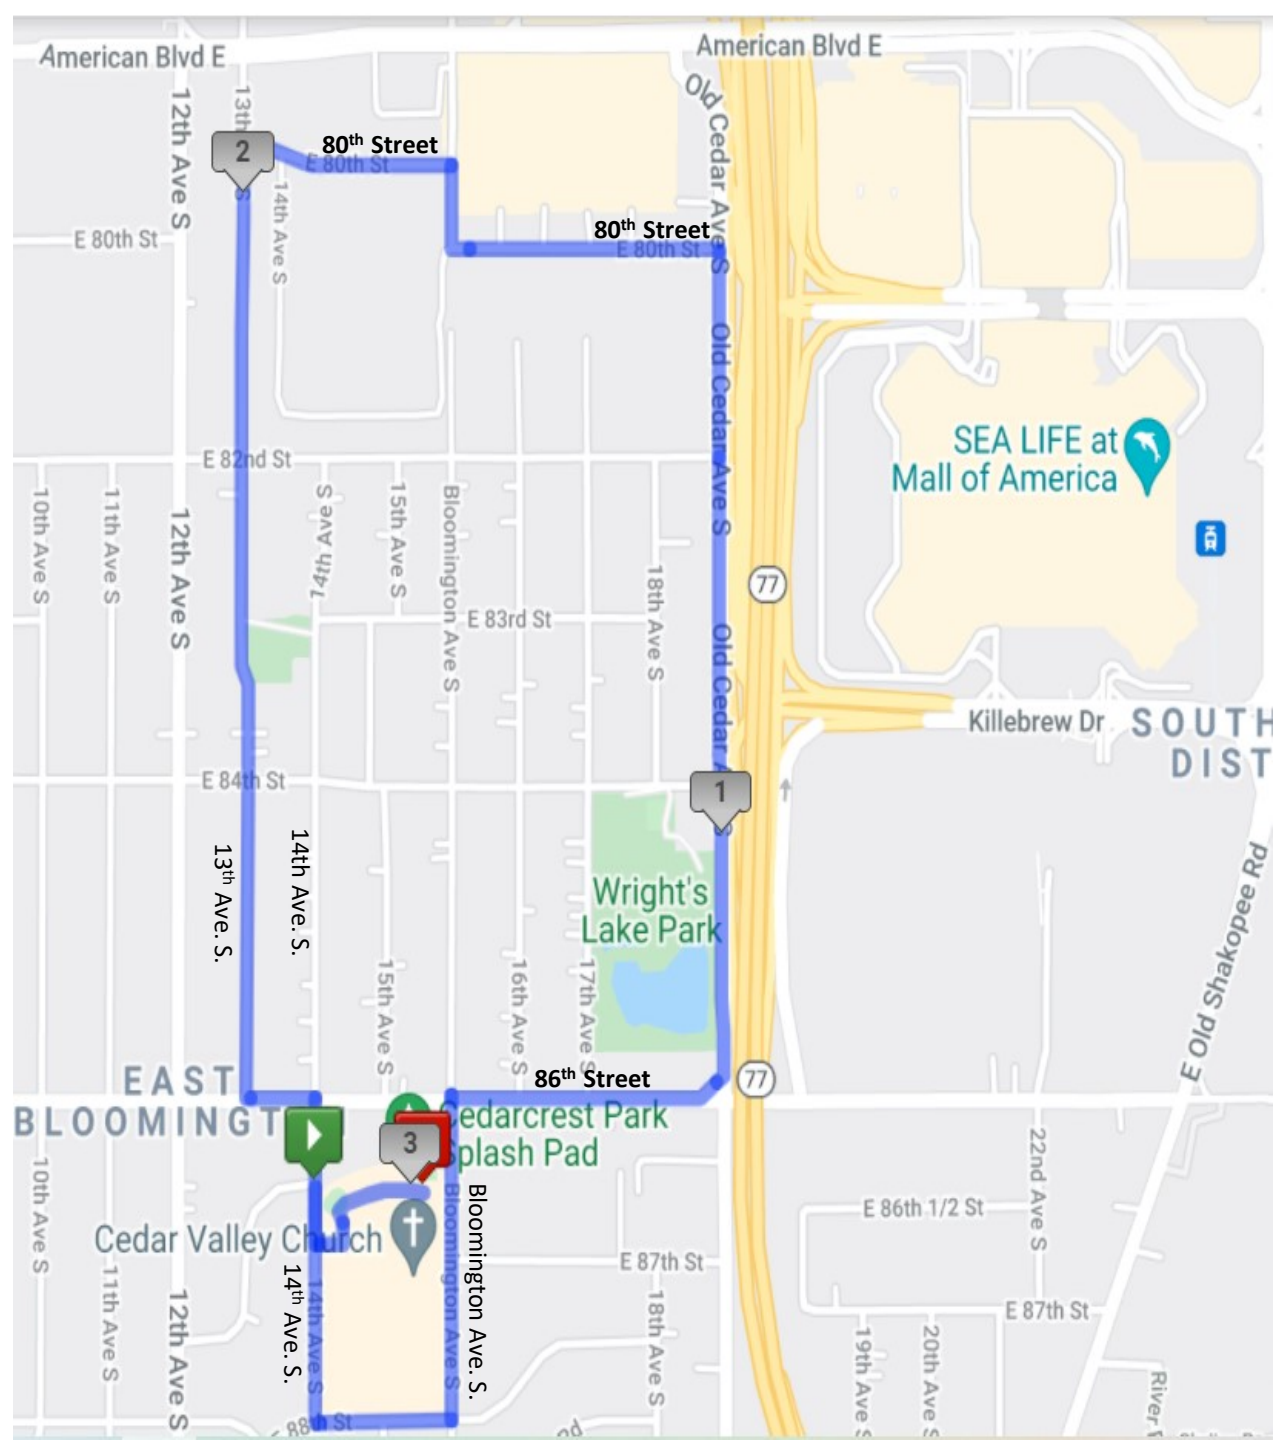 American Blvd E
American Blvd E
Old Cedar Ave S
12th Ave S
13th
S
2
80th Street
E 80th St
14th Ave S
E 80th St
80th Street
E 80th St
Old Cedar Ave S
SEA LIFE at
Mall of America
E 82nd St
10th Ave S
11th Ave S
12th Ave S
14th Ave S
15th Ave S
Bloomington Ave S
18th Ave S
77
E 83rd St
Old Cedar A
S
Killebrew Dr
SOUTH
DIST
E 84th St
1
13th Ave. S.
14th Ave. S.
Wright's
Lake Park
15th Ave S
16th Ave S
17th Ave S
E Old Shakopee Rd
EAST
BLOOMINGT
86th Street
77
Cedarcrest Park
Splash Pad
3
10th Ave S
11th Ave S
12th Ave S
Cedar Valley Church
14th Ave. S.
14th Ave S
Bloomington Ave S
Bloomington Ave. S.
22nd Ave S
E 86th 1/2 St
E 87th St
18th Ave S
E 87th St
19th Ave S
20th Ave S
River
88th St
Rd